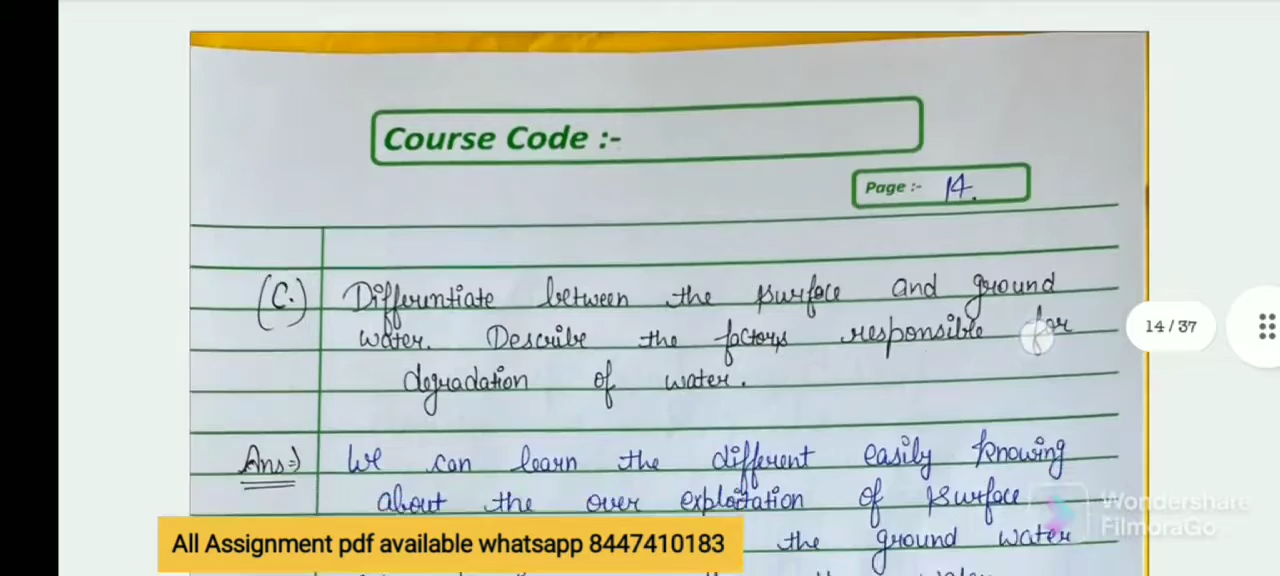 Course Code :-
Page :- 14.
(C.) Differentiate between the surface and ground
water. Describe the factors responsible for
degradation of water.
Ans:⇒ We can learn the different easily knowing
about the over exploitation of surface
the ground water
water
14 / 37
All Assignment pdf available whatsapp 8447410183
Wondershare
FilmoraGo